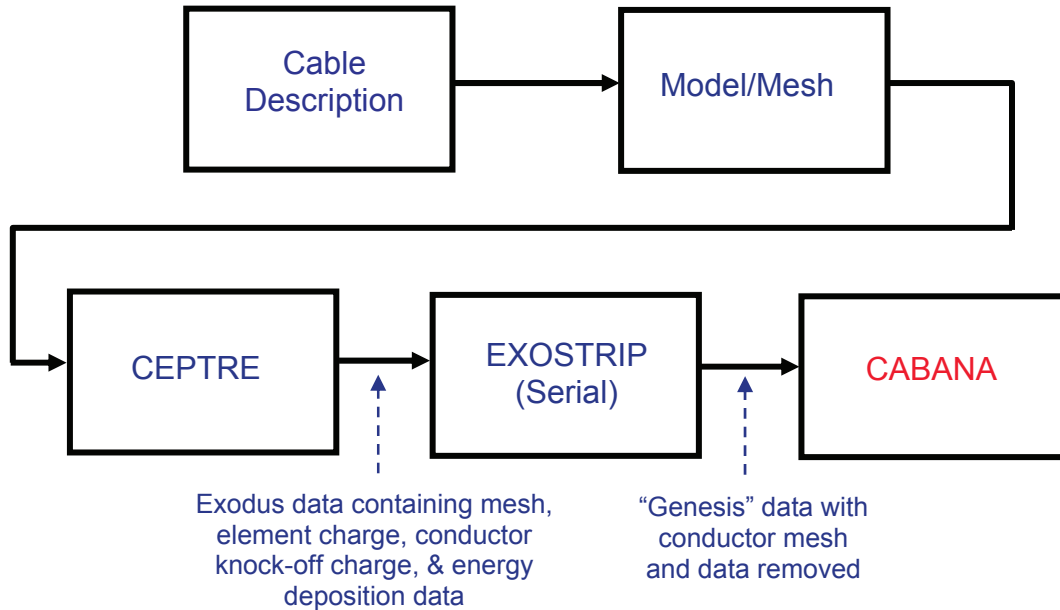 Cable
Description
Model/Mesh
CEPTRE
EXOSTRIP
(Serial)
CABANA
Exodus data containing mesh,
element charge, conductor
knock-off charge, & energy
deposition data
“Genesis” data with
conductor mesh
and data removed